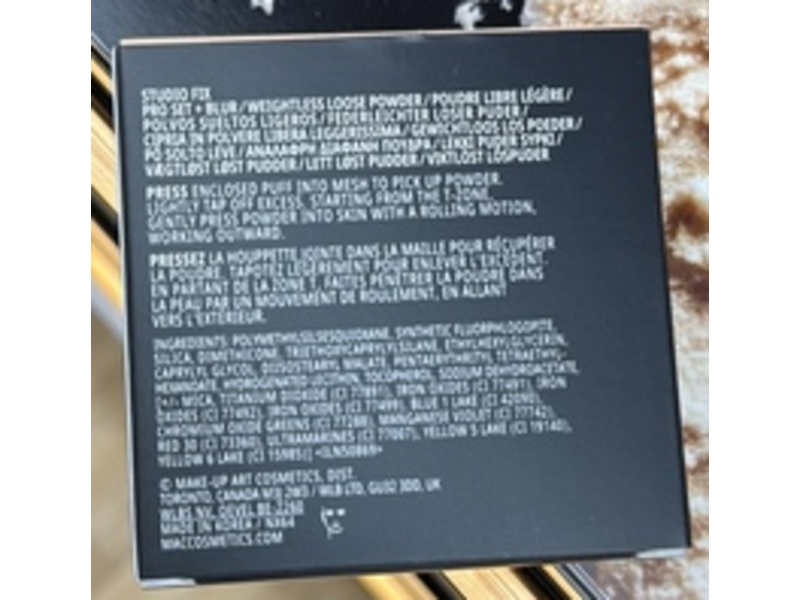 STUDIO FIX
PRO SET + BLUR / WEIGHTLESS LOOSE POWDER / POUDRE LIBRE LÉGÈRE /
POLVOS SUELTOS LIGEROS / FEDERLEICHTER LOSER PUDER /
CIPRIA IN POLVERE LIBERA LEGGERISSIMA / GEWICHTLOOS LOS POEDER /
PÓ SOLTO LEVE / ΑΝΑΛΑΦΡΗ ΔΙΑΦΑΝΗ ΠΟΥΔΡΑ / LEKKI PUDER SYPKI /
VÆGTLØST LØST PUDDER / LETT LØST PUDDER / VIKTLÖST LÖSPUDER
PRESS ENCLOSED PUFF INTO MESH TO PICK UP POWDER.
LIGHTLY TAP OFF EXCESS. STARTING FROM THE T-ZONE,
GENTLY PRESS POWDER INTO SKIN WITH A ROLLING MOTION,
WORKING OUTWARD.
PRESSEZ LA HOUPPETTE JOINTE DANS LA MAILLE POUR RÉCUPÉRER
LA POUDRE. TAPOTEZ LÉGÈREMENT POUR ENLEVER L'EXCÉDENT.
EN PARTANT DE LA ZONE T, FAITES PÉNÉTRER LA POUDRE DANS
LA PEAU PAR UN MOUVEMENT DE ROULEMENT, EN ALLANT
VERS L'EXTÉRIEUR.
INGREDIENTS: POLYMETHYLSILSESQUIOXANE, SYNTHETIC FLUORPHLOGOPITE,
SILICA, DIMETHICONE, TRIETHOXYCAPRYLYLSILANE, ETHYLHEXYLGLYCERIN,
CAPRYLYL GLYCOL, DIISOSTEARYL MALATE, PENTAERYTHRITYL TETRAETHYL-
HEXANOATE, HYDROGENATED LECITHIN, TOCOPHEROL, SODIUM DEHYDROACETATE,
[+/- MICA, TITANIUM DIOXIDE (CI 77891), IRON OXIDES (CI 77491), IRON
OXIDES (CI 77492), IRON OXIDES (CI 77499), BLUE 1 LAKE (CI 42090),
CHROMIUM OXIDE GREENS (CI 77288), MANGANESE VIOLET (CI 77742),
RED 30 (CI 73360), ULTRAMARINES (CI 77007), YELLOW 5 LAKE (CI 19140),
YELLOW 6 LAKE (CI 15985)]
© MAKE-UP ART COSMETICS, DIST.
TORONTO, CANADA / WLB LTD, GU32 3DD, UK
WLBS NV,
MADE IN KOREA /
MACCOSMETICS.COM